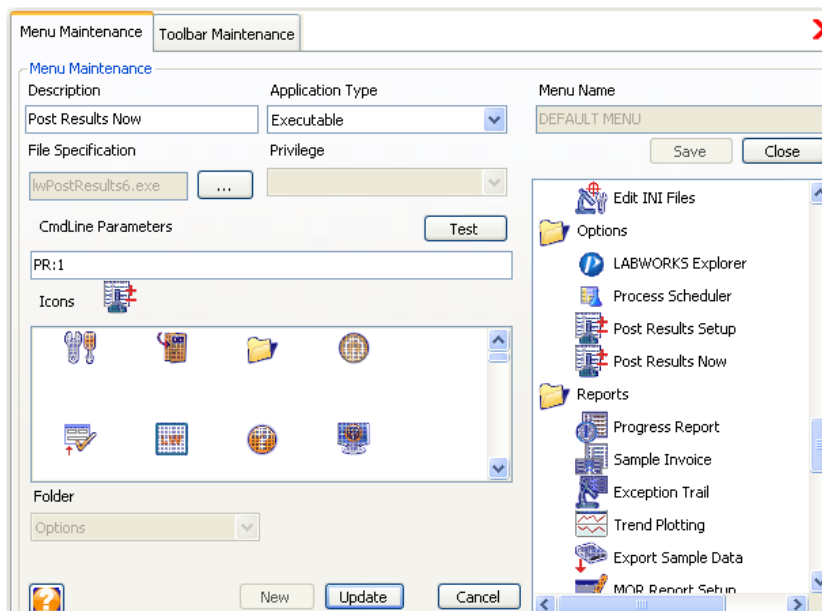 Menu Maintenance
Toolbar Maintenance
Menu Maintenance
Description
Application Type
Menu Name
Post Results Now
Executable
DEFAULT MENU
File Specification
Privilege
Save
Close
lwPostResults6.exe
...
CmdLine Parameters
Test
PR:1
Icons
Folder
Options
New
Update
Cancel
Edit INI Files
Options
LABWORKS Explorer
Process Scheduler
Post Results Setup
Post Results Now
Reports
Progress Report
Sample Invoice
Exception Trail
Trend Plotting
Export Sample Data
MOR Report Setup